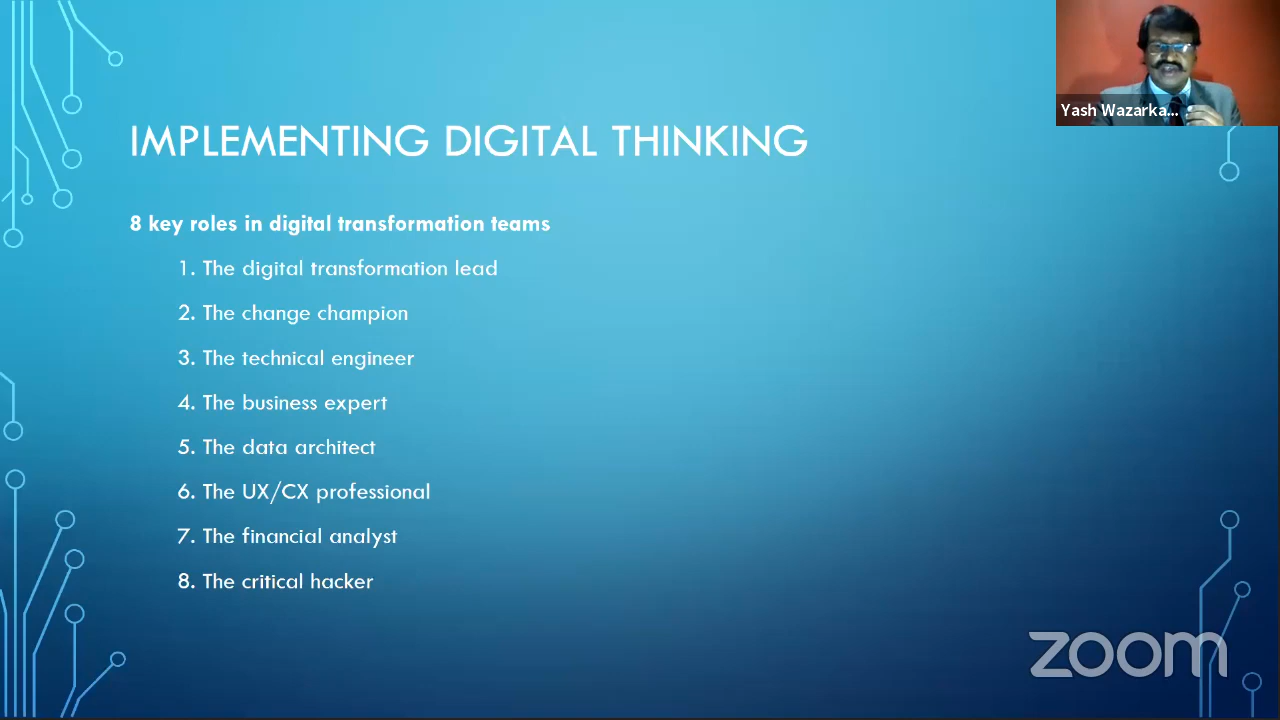 Yash Wazarka...
IMPLEMENTING DIGITAL THINKING
8 key roles in digital transformation teams
1. The digital transformation lead
2. The change champion
3. The technical engineer
4. The business expert
5. The data architect
6. The UX/CX professional
7. The financial analyst
8. The critical hacker
zoom